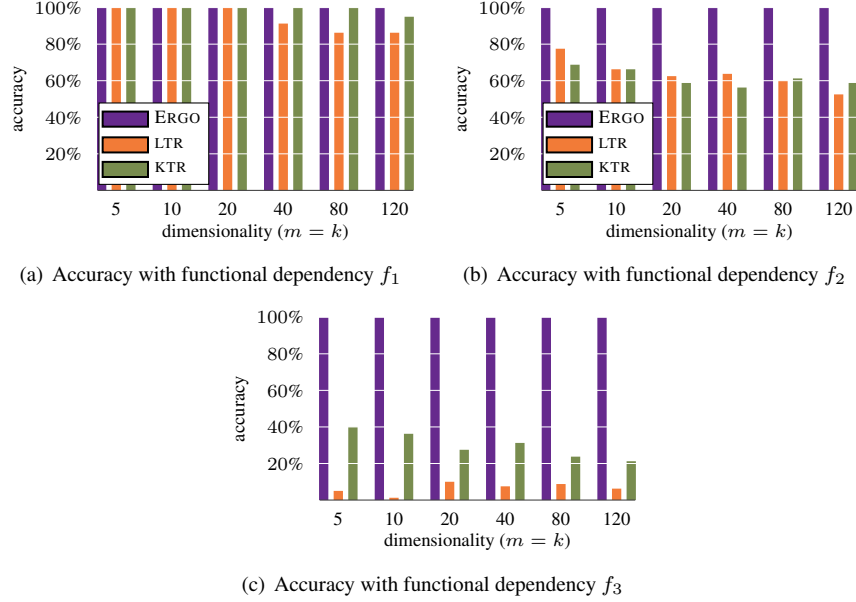 100%
80%
60%
40%
20%
accuracy
ERGO
LTR
KTR
5 10 20 40 80 120
dimensionality (m = k)
(a) Accuracy with functional dependency f1
100%
80%
60%
40%
20%
accuracy
ERGO
LTR
KTR
5 10 20 40 80 120
dimensionality (m = k)
(b) Accuracy with functional dependency f2
100%
80%
60%
40%
20%
accuracy
5 10 20 40 80 120
dimensionality (m = k)
(c) Accuracy with functional dependency f3